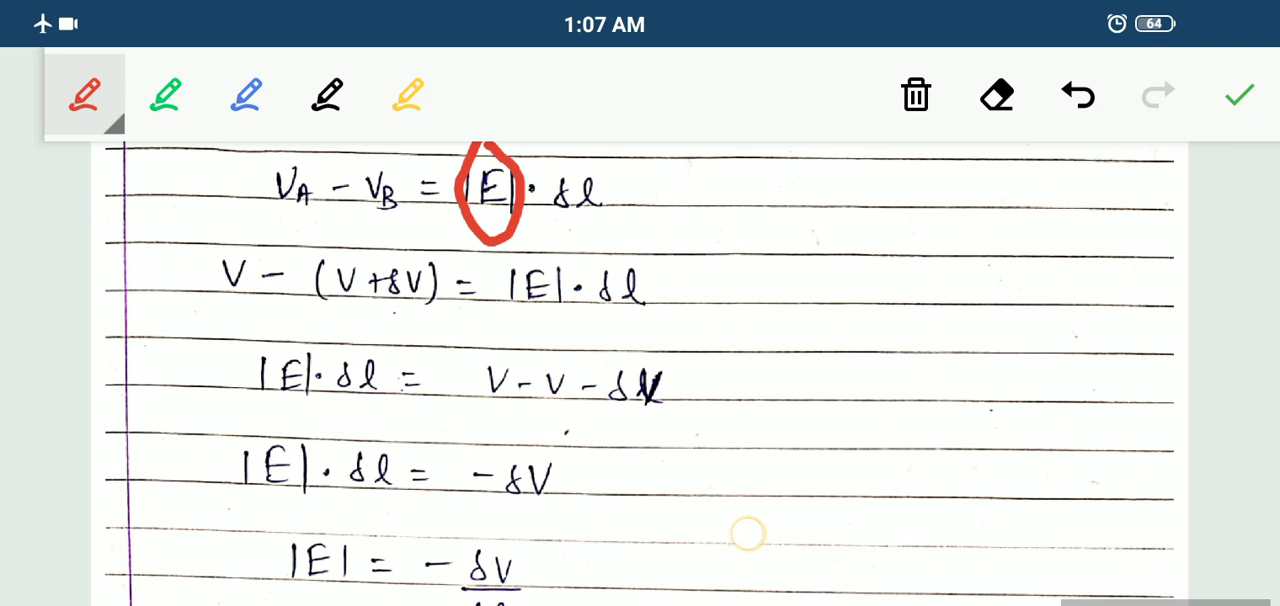 1:07 AM
64
V_A - V_B = |E| · δl
V - (V + δV) = |E| · δl
|E| · δl = V - V - δV
|E| · δl = - δV
|E| = - δV